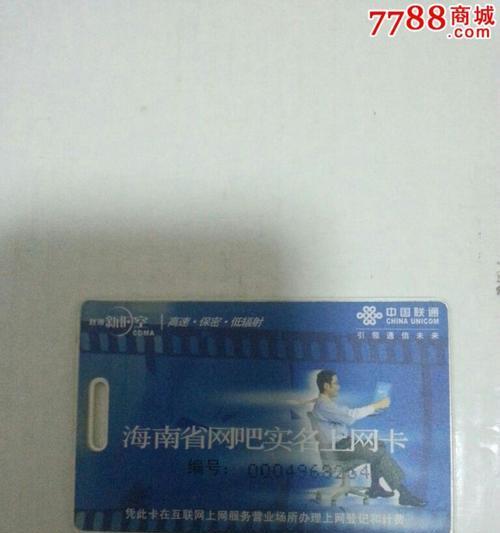 7788商城
联通新时空 高速·保密·低辐射
CDMA
中国联通
CHINA UNICOM
引领通信未来
海南省网吧实名上网卡
编号: 0004968284
凭此卡在互联网上网服务营业场所办理上网登记和计费